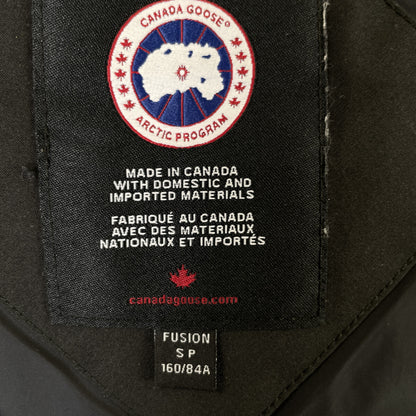 CANADA GOOSE®
ARCTIC PROGRAM
MADE IN CANADA
WITH DOMESTIC AND
IMPORTED MATERIALS
FABRIQUÉ AU CANADA
AVEC DES MATERIAUX
NATIONAUX ET IMPORTÉS
canadagoose.com
FUSION
S P
160/84A